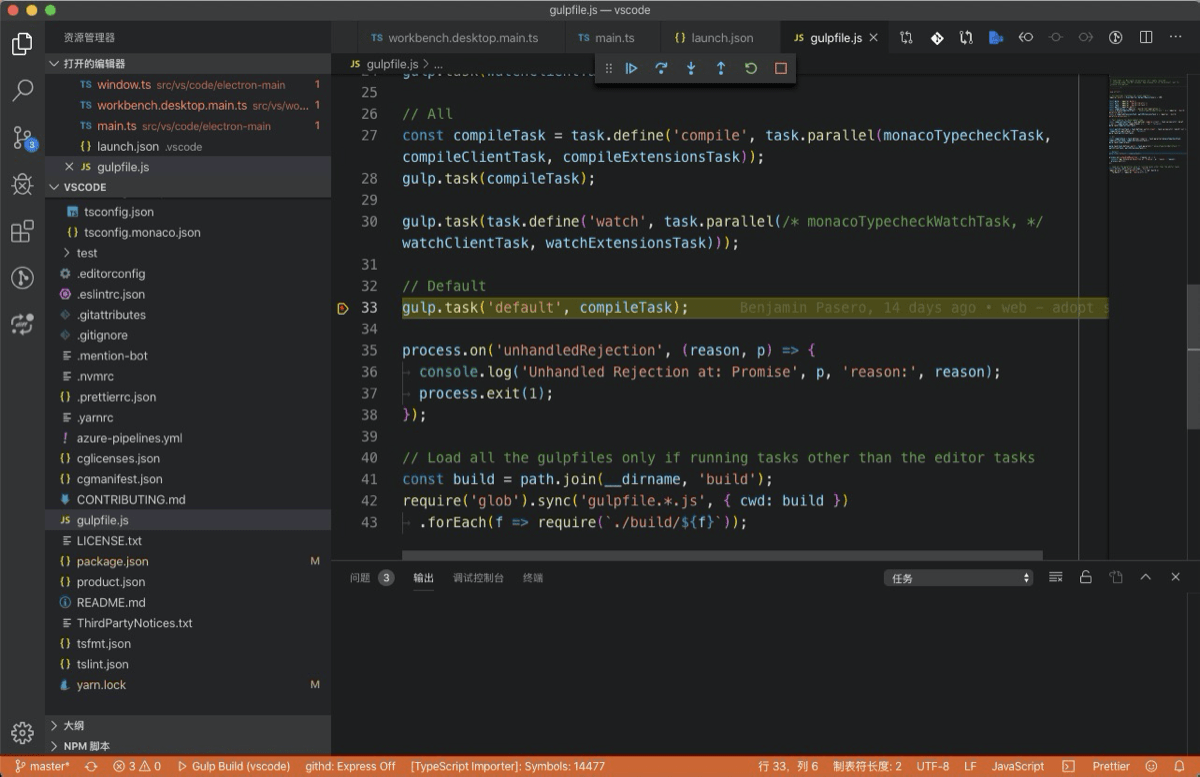 gulpfile.js — vscode
资源管理器
打开的编辑器
TS window.ts src/vs/code/electron-main 1
TS workbench.desktop.main.ts src/vs/wo... 1
TS main.ts src/vs/code/electron-main 1
{} launch.json .vscode
JS gulpfile.js
VSCODE
tsconfig.json
{} tsconfig.monaco.json
test
.editorconfig
.eslintrc.json
.gitattributes
.gitignore
.mention-bot
.nvmrc
{} .prettierrc.json
.yarnrc
! azure-pipelines.yml
{} cglicenses.json
{} cgmanifest.json
CONTRIBUTING.md
JS gulpfile.js
LICENSE.txt
{} package.json M
{} product.json
README.md
ThirdPartyNotices.txt
{} tsfmt.json
{} tslint.json
yarn.lock M
大纲
NPM 脚本
3
TS workbench.desktop.main.ts
TS main.ts
{} launch.json
JS gulpfile.js
JS gulpfile.js > ...
25
26 // All
27 const compileTask = task.define('compile', task.parallel(monacoTypecheckTask,
compileClientTask, compileExtensionsTask));
28 gulp.task(compileTask);
29
30 gulp.task(task.define('watch', task.parallel(/* monacoTypecheckWatchTask, */
watchClientTask, watchExtensionsTask)));
31
32 // Default
33 gulp.task('default', compileTask); Benjamin Pasero, 14 days ago • web - adopt s
34
35 process.on('unhandledRejection', (reason, p) => {
36 console.log('Unhandled Rejection at: Promise', p, 'reason:', reason);
37 process.exit(1);
38 });
39
40 // Load all the gulpfiles only if running tasks other than the editor tasks
41 const build = path.join(__dirname, 'build');
42 require('glob').sync('gulpfile.*.js', { cwd: build })
43 .forEach(f => require(`./build/${f}`));
问题 3 输出 调试控制台 终端
任务
master* 3 0 Gulp Build (vscode) githd: Express Off [TypeScript Importer]: Symbols: 14477
行 33，列 6 制表符长度: 2 UTF-8 LF JavaScript Prettier